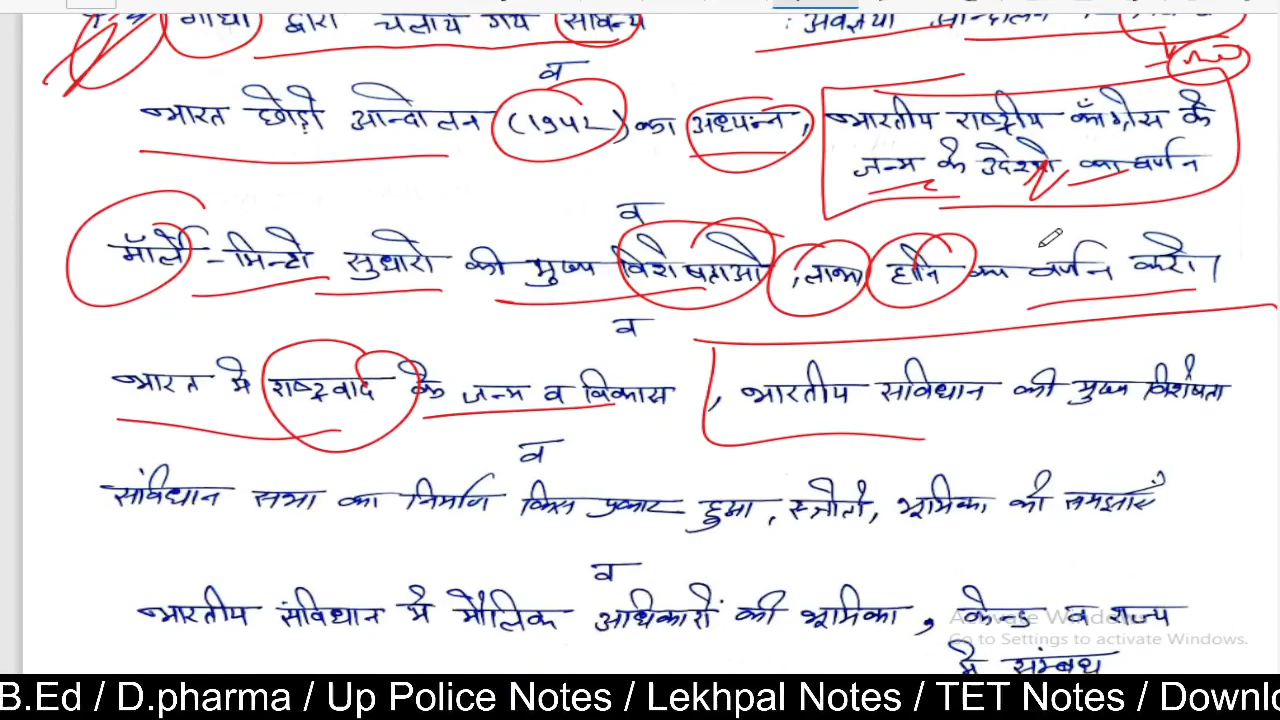 गांधी द्वारा चलाये गये सविनय अवज्ञा आन्दोलन
व
भारत छोड़ो आन्दोलन (1942) का अध्ययन, भारतीय राष्ट्रीय काँग्रेस के
जन्म के उदेश्यो का वर्णन
व
मॉर्ले - मिन्टो सुधारो की मुख्य विशेषताओ, लाभ हानि का वर्णन करो।
व
भारत मे राष्ट्रवाद के जन्म व विकास, भारतीय संविधान की मुख्य विशेषता
व
संविधान सभा का निर्माण किस प्रकार हुआ, स्त्रोतो, भूमिका की समझाएँ
व
भारतीय संविधान मे मौलिक अधिकारों की भूमिका, केन्द्र व राज्य
मे संम्बध
Activate Windows
Go to Settings to activate Windows.
B.Ed / D.pharma / Up Police Notes / Lekhpal Notes / TET Notes / Downlo